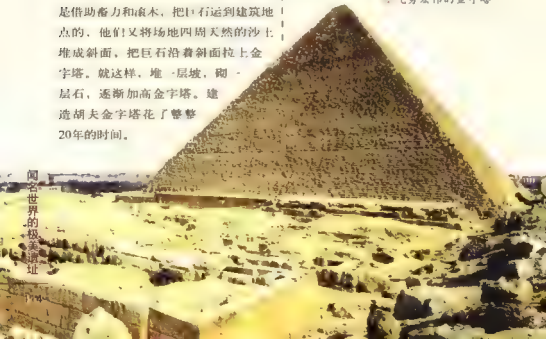 是借助畜力和滚木，把巨石运到建筑地
点的，他们又将场地四周天然的沙土
堆成斜面，把巨石沿着斜面拉上金
字塔。就这样，堆一层坡，砌一
层石，逐渐加高金字塔。建
造胡夫金字塔花了整整
20年的时间。
闻名世界的极美遗址